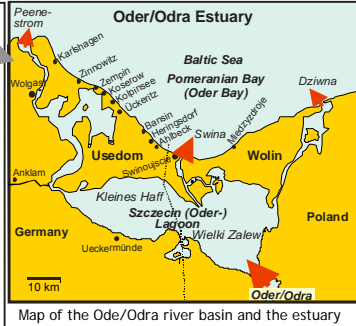 Oder/Odra Estuary
Peene-
strom
Karlshagen
Zinnowitz
Zempin
Koserow
Kolpinsee
Ückeritz
Baltic Sea
Pomeranian Bay
(Oder Bay)
Dziwna
Wolgast
Bansin
Heringsdorf
Ahlbeck
Swina
Miedzyzdroje
Usedom
Swinoujscie
Wolin
Anklam
Kleines Haff
Szczecin (Oder-)
Lagoon
Poland
Germany
Wielki Zalew
Ueckermünde
10 km
Oder/Odra
Map of the Ode/Odra river basin and the estuary